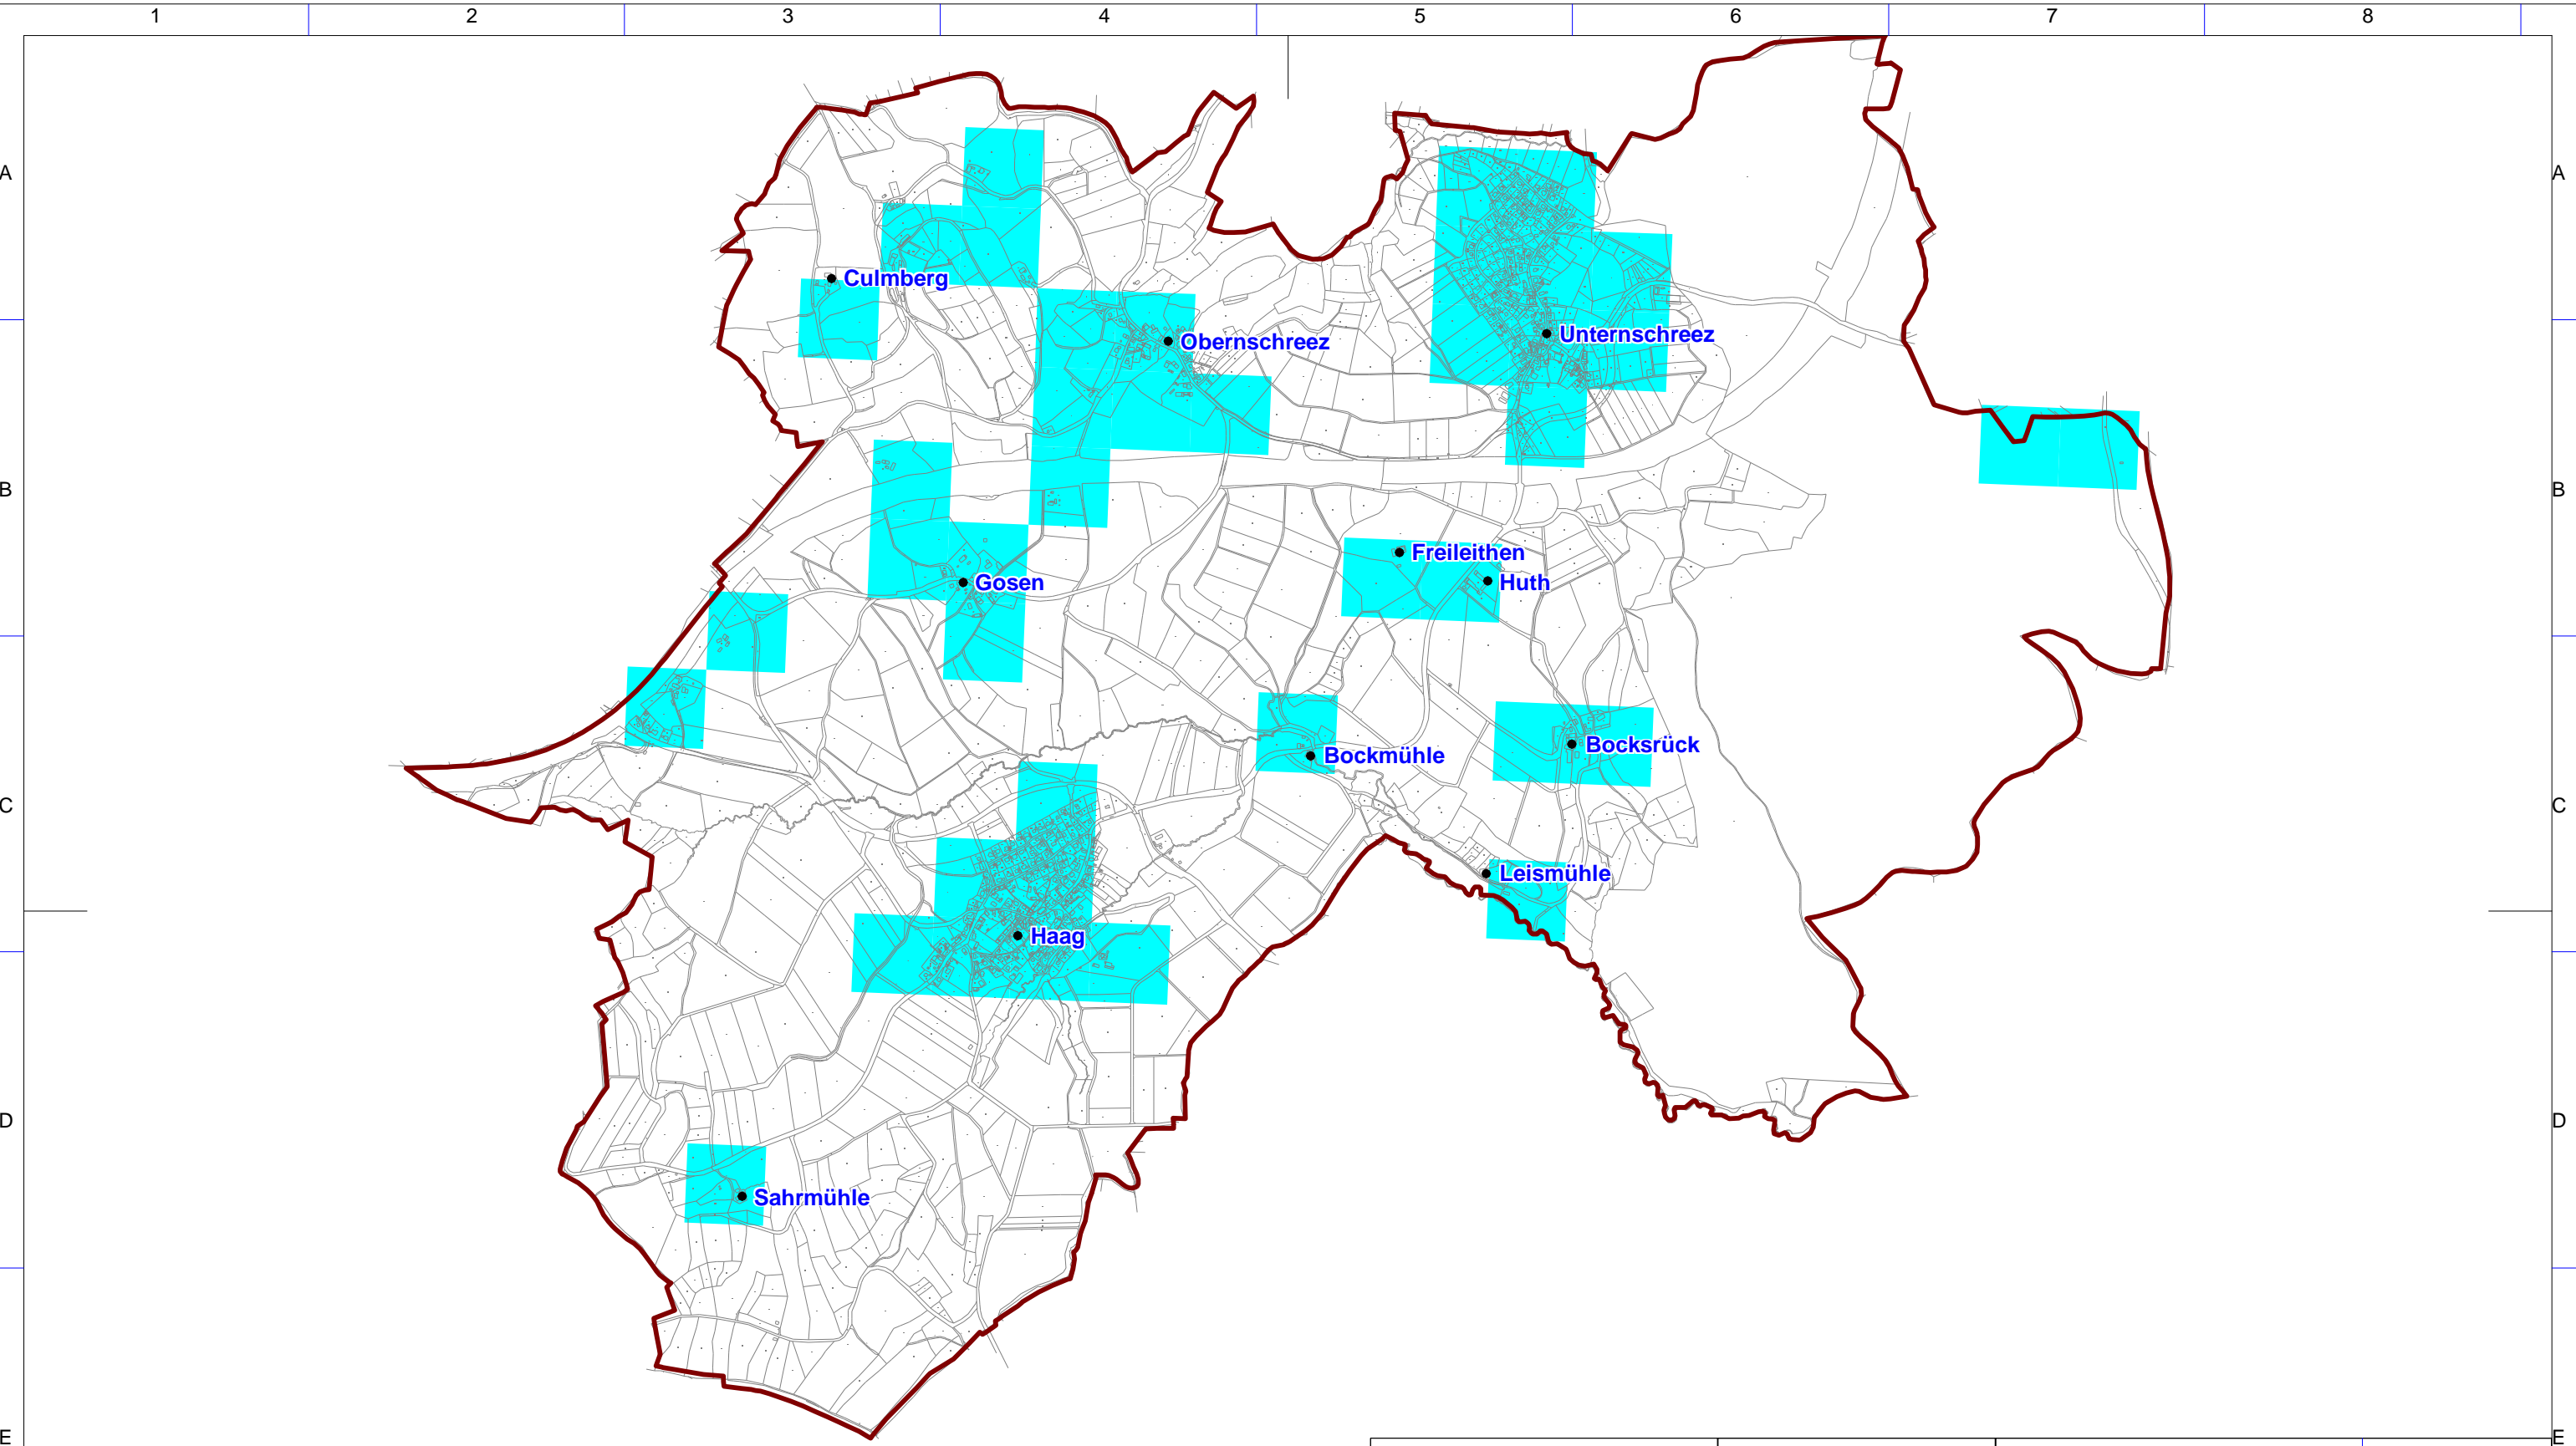 1 2 3 4 5 6 7 8
A A
Culmberg
Unternschreez
Obernschreez
B B
Freileithen
Huth
Gosen
Bocksrück
Bockmühle
C C
Leismühle
Haag
D D
Sahrmühle
E E